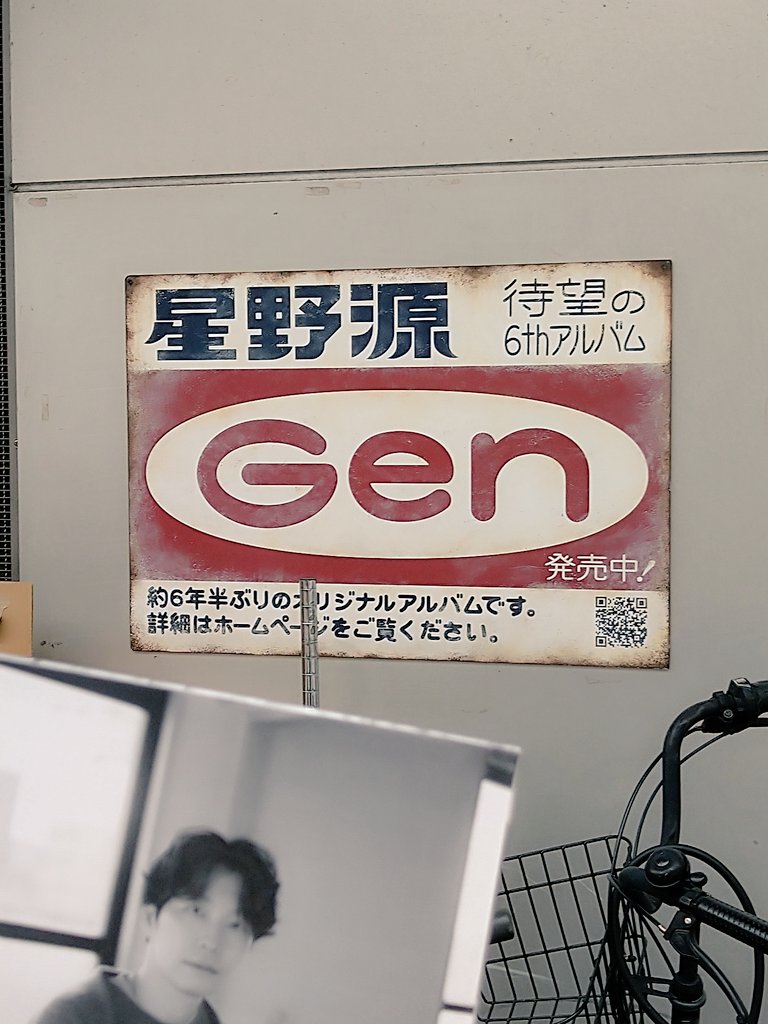 星野源
待望の
6thアルバム
Gen
発売中!
約6年半ぶりのオリジナルアルバムです。
詳細はホームページをご覧ください。